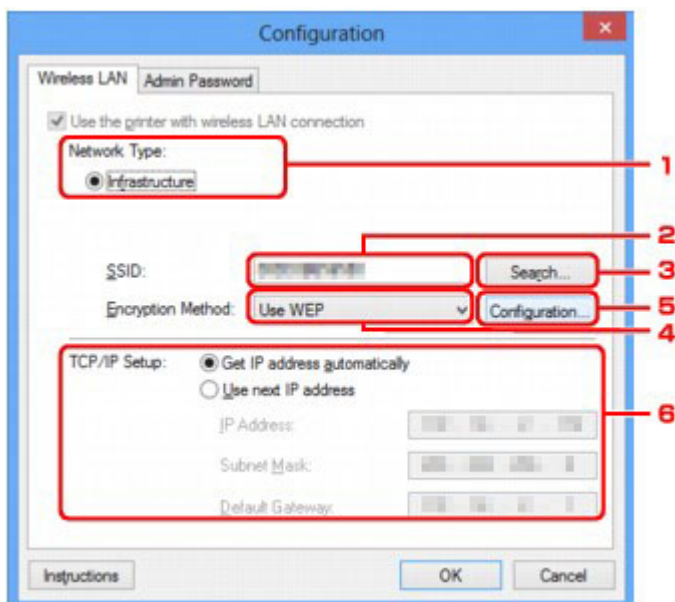 Configuration
Wireless LAN Admin Password
Use the printer with wireless LAN connection
Network Type:
1
Infrastructure
2
SSID: Search... 3
Encryption Method: Use WEP Configuration... 5
4
TCP/IP Setup: Get IP address automatically
Use next IP address
6
IP Address:
Subnet Mask:
Default Gateway:
Instructions OK Cancel